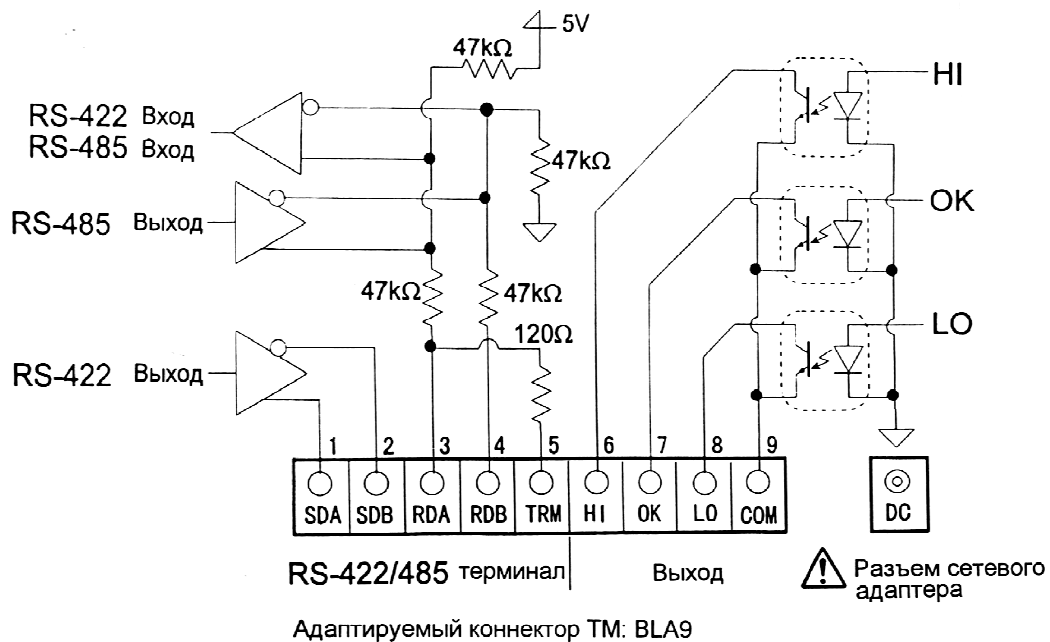 5V
47kΩ
HI
RS-422 Вход
RS-485 Вход
47kΩ
OK
RS-485 Выход
47kΩ
47kΩ
LO
120Ω
RS-422 Выход
1 2 3 4 5 6 7 8 9
SDA SDB RDA RDB TRM HI OK LO COM DC
RS-422/485 терминал Выход
Разъем сетевого
адаптера
Адаптируемый коннектор TM: BLA9